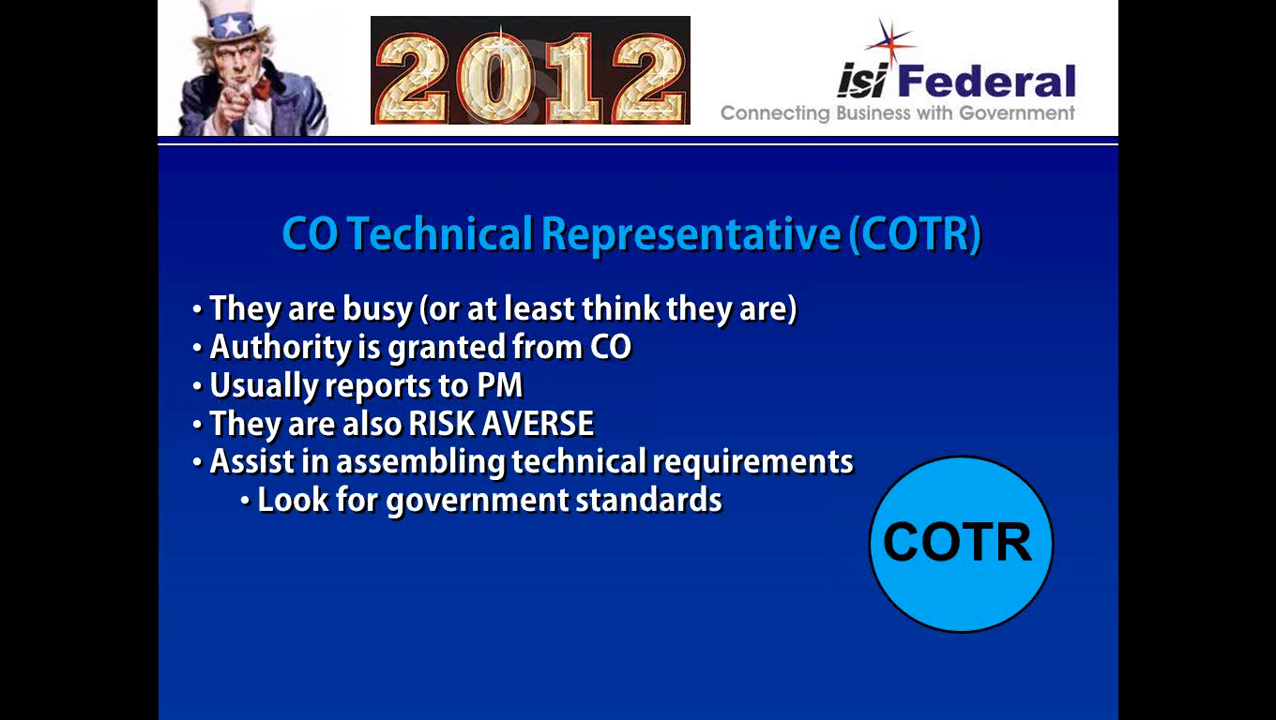 2012
isi Federal
Connecting Business with Government
CO Technical Representative (COTR)
• They are busy (or at least think they are)
• Authority is granted from CO
• Usually reports to PM
• They are also RISK AVERSE
• Assist in assembling technical requirements
• Look for government standards
COTR